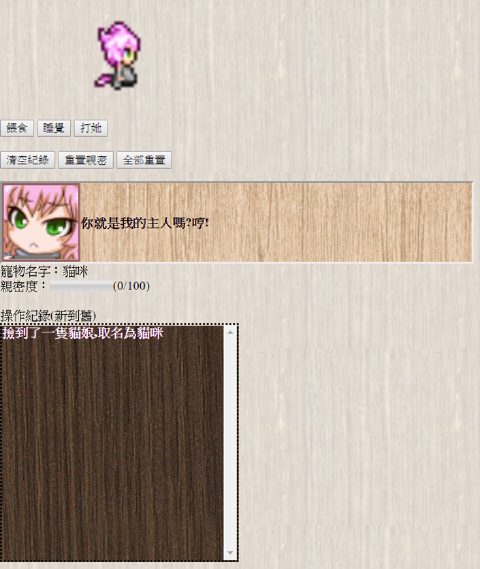 餵食 睡覺 打她
清空紀錄 重置親密 全部重置
你就是我的主人嗎?哼!
寵物名字：貓咪
親密度：(0/100)
操作紀錄(新到舊)
撿到了一隻貓娘,取名為貓咪